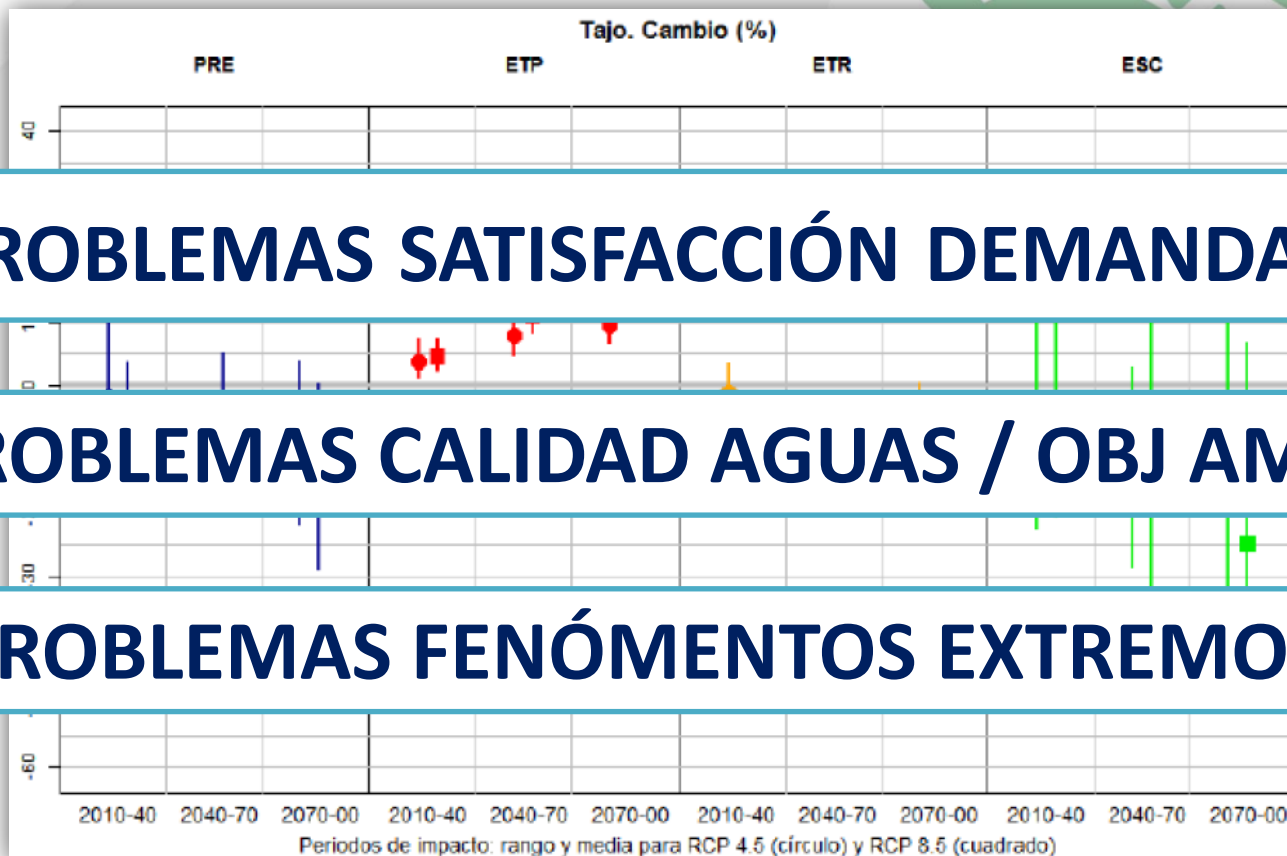 Tajo. Cambio (%)
PRE ETP ETR ESC
40
ROBLEMAS SATISFACCIÓN DEMANDA
1
0
ROBLEMAS CALIDAD AGUAS / OBJ AM
30
ROBLEMAS FENÓMENTOS EXTREMO
-60
2010-40 2040-70 2070-00 2010-40 2040-70 2070-00 2010-40 2040-70 2070-00 2010-40 2040-70 2070-00
Periodos de impacto: rango y media para RCP 4.5 (círculo) y RCP 8.5 (cuadrado)